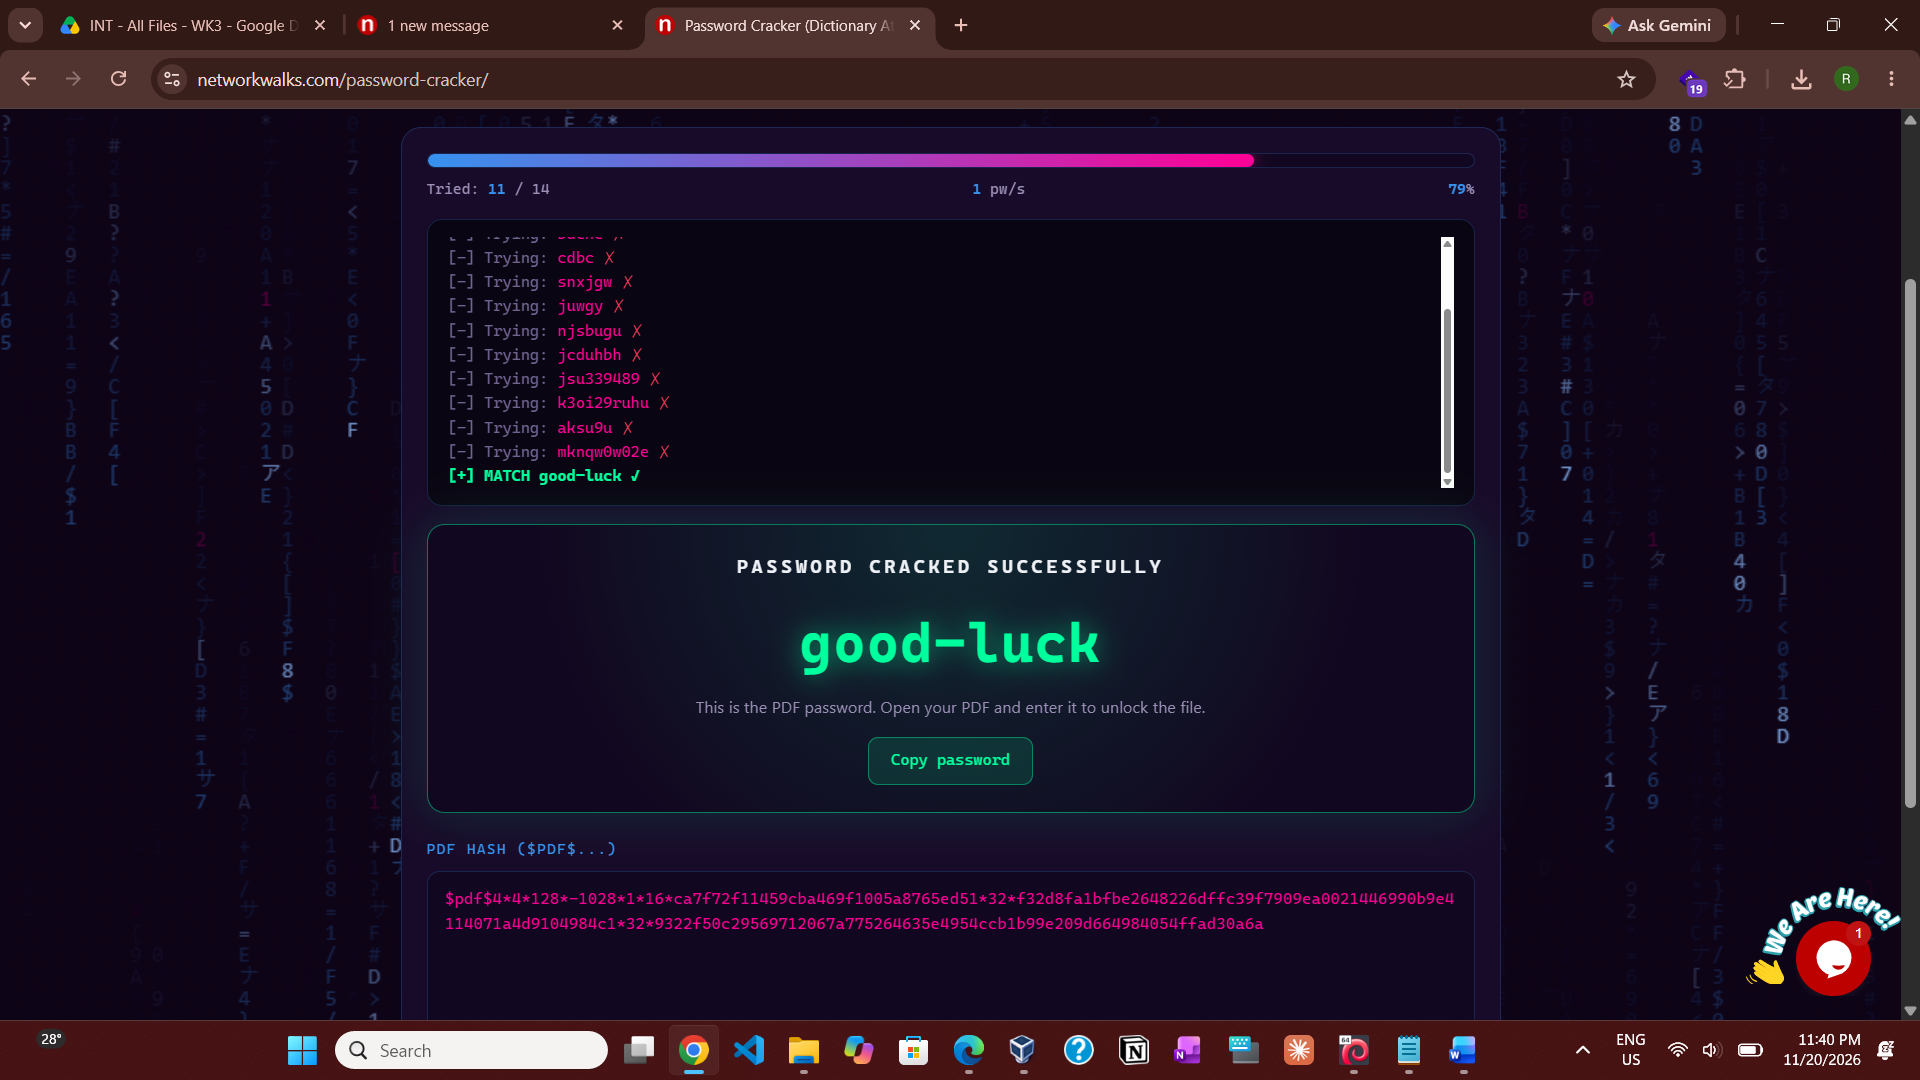 INT - All Files - WK3 - Google D
1 new message
Password Cracker (Dictionary At
Ask Gemini
networkwalks.com/password-cracker/
19
R
Tried: 11 / 14
1 pw/s
79%
[-] Trying: cdbc ✗
[-] Trying: snxjgw ✗
[-] Trying: juwgy ✗
[-] Trying: njsbugu ✗
[-] Trying: jcduhbh ✗
[-] Trying: jsu339489 ✗
[-] Trying: k3oi29ruhu ✗
[-] Trying: aksu9u ✗
[-] Trying: mknqw0w02e ✗
[+] MATCH good-luck ✓
PASSWORD CRACKED SUCCESSFULLY
good-luck
This is the PDF password. Open your PDF and enter it to unlock the file.
Copy password
PDF HASH ($PDF$...)
$pdf$4*4*128*-1028*1*16*ca7f72f11459cba469f1005a8765ed51*32*f32d8fa1bfbe2648226dffc39f7909ea0021446990b9e4
114071a4d9104984c1*32*9322f50c29569712067a775264635e4954ccb1b99e209d664984054ffad30a6a
We Are Here!
1
28°
Search
ENG
US
11:40 PM
11/20/2026